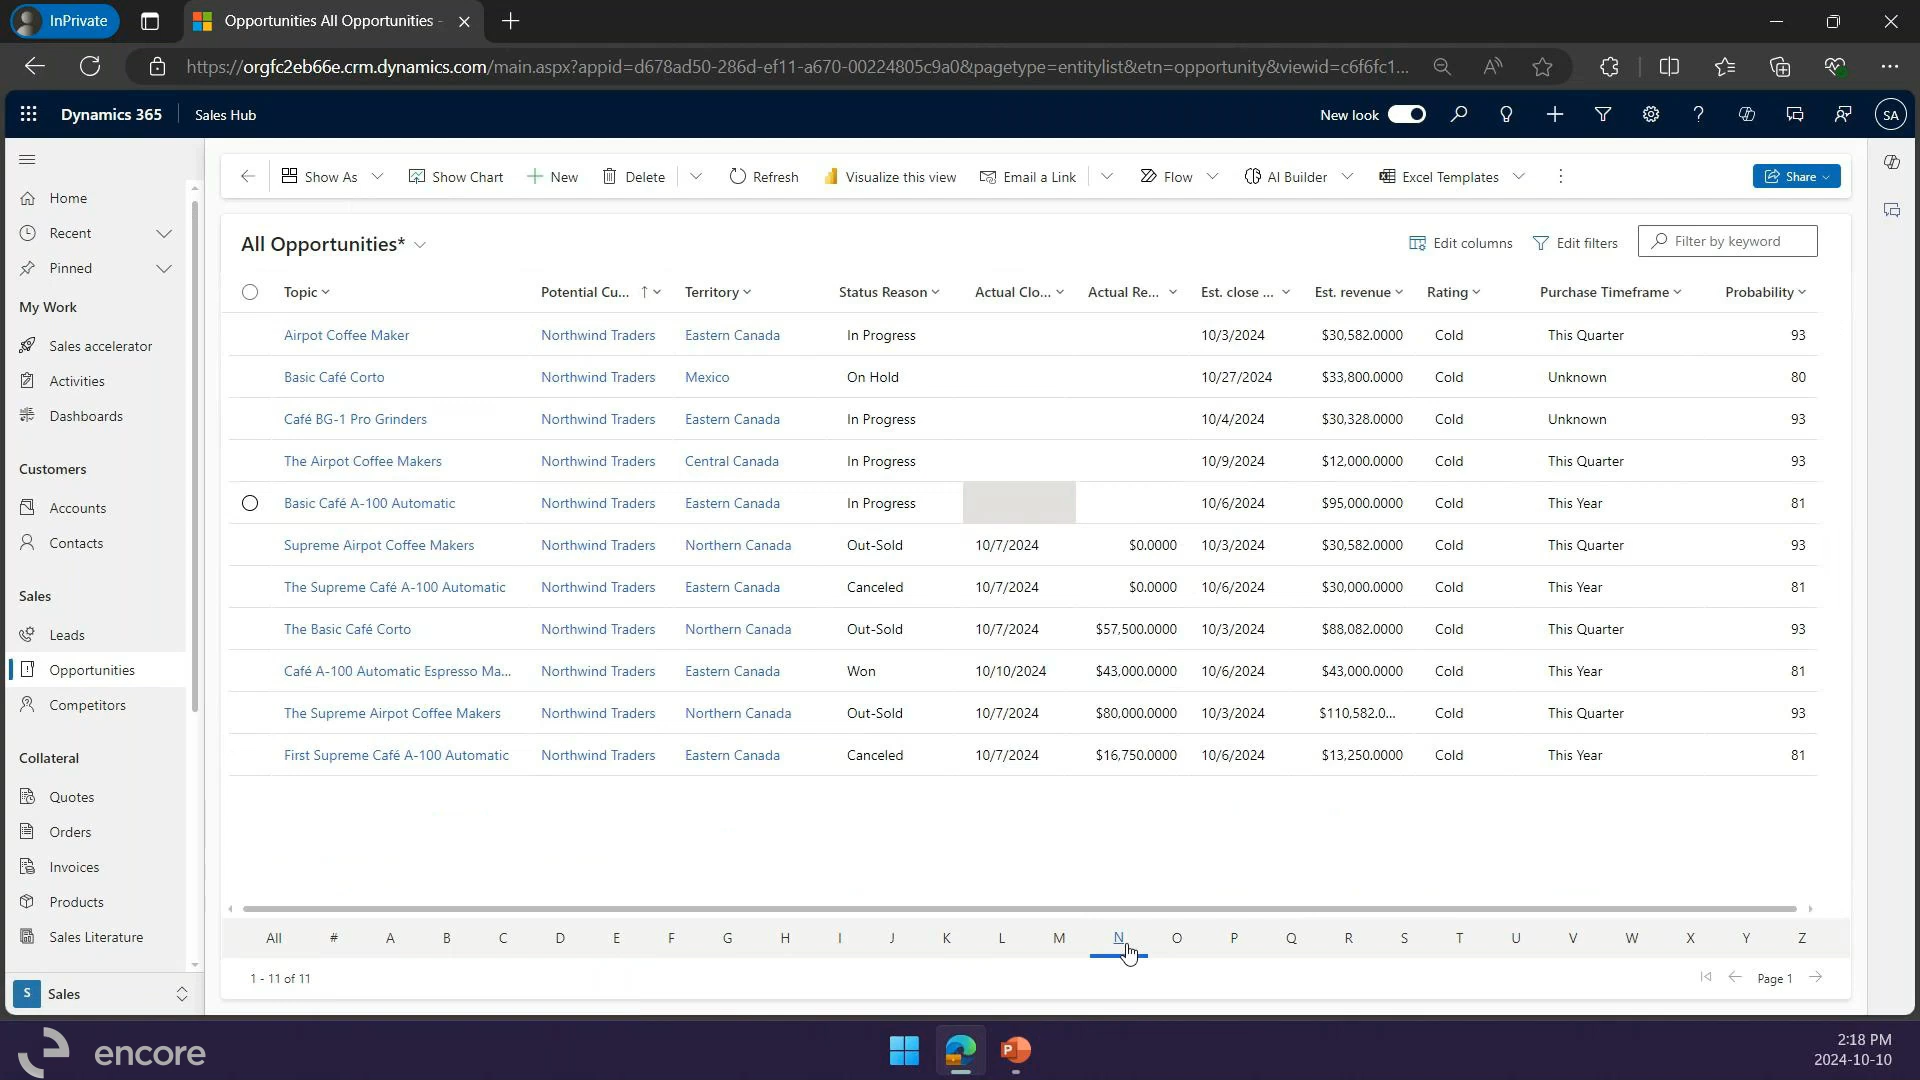 InPrivate
Opportunities All Opportunities -
https://orgfc2eb66e.crm.dynamics.com/main.aspx?appid=d678ad50-286d-ef11-a670-00224805c9a0&pagetype=entitylist&etn=opportunity&viewid=c6f6fc1...
Dynamics 365 Sales Hub New look SA
Show As Show Chart New Delete Refresh Visualize this view Email a Link Flow AI Builder Excel Templates Share
Home
Recent
Pinned
My Work
Sales accelerator
Activities
Dashboards
Customers
Accounts
Contacts
Sales
Leads
Opportunities
Competitors
Collateral
Quotes
Orders
Invoices
Products
Sales Literature
S Sales
All Opportunities* Edit columns Edit filters Filter by keyword
Topic Potential Cu... Territory Status Reason Actual Clo... Actual Re... Est. close ... Est. revenue Rating Purchase Timeframe Probability
Airpot Coffee Maker Northwind Traders Eastern Canada In Progress 10/3/2024 $30,582.0000 Cold This Quarter 93
Basic Café Corto Northwind Traders Mexico On Hold 10/27/2024 $33,800.0000 Cold Unknown 80
Café BG-1 Pro Grinders Northwind Traders Eastern Canada In Progress 10/4/2024 $30,328.0000 Cold Unknown 93
The Airpot Coffee Makers Northwind Traders Central Canada In Progress 10/9/2024 $12,000.0000 Cold This Quarter 93
Basic Café A-100 Automatic Northwind Traders Eastern Canada In Progress 10/6/2024 $95,000.0000 Cold This Year 81
Supreme Airpot Coffee Makers Northwind Traders Northern Canada Out-Sold 10/7/2024 $0.0000 10/3/2024 $30,582.0000 Cold This Quarter 93
The Supreme Café A-100 Automatic Northwind Traders Eastern Canada Canceled 10/7/2024 $0.0000 10/6/2024 $30,000.0000 Cold This Year 81
The Basic Café Corto Northwind Traders Northern Canada Out-Sold 10/7/2024 $57,500.0000 10/3/2024 $88,082.0000 Cold This Quarter 93
Café A-100 Automatic Espresso Ma... Northwind Traders Eastern Canada Won 10/10/2024 $43,000.0000 10/6/2024 $43,000.0000 Cold This Year 81
The Supreme Airpot Coffee Makers Northwind Traders Northern Canada Out-Sold 10/7/2024 $80,000.0000 10/3/2024 $110,582.0... Cold This Quarter 93
First Supreme Café A-100 Automatic Northwind Traders Eastern Canada Canceled 10/7/2024 $16,750.0000 10/6/2024 $13,250.0000 Cold This Year 81
All # A B C D E F G H I J K L M N O P Q R S T U V W X Y Z
1 - 11 of 11 Page 1
encore
2:18 PM
2024-10-10